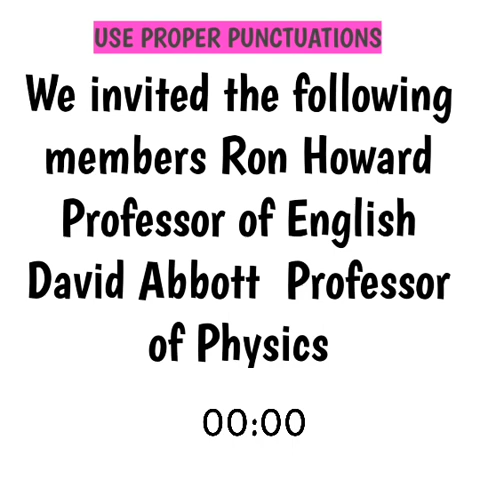 USE PROPER PUNCTUATIONS
We invited the following
members Ron Howard
Professor of English
David Abbott  Professor
of Physics
00:00